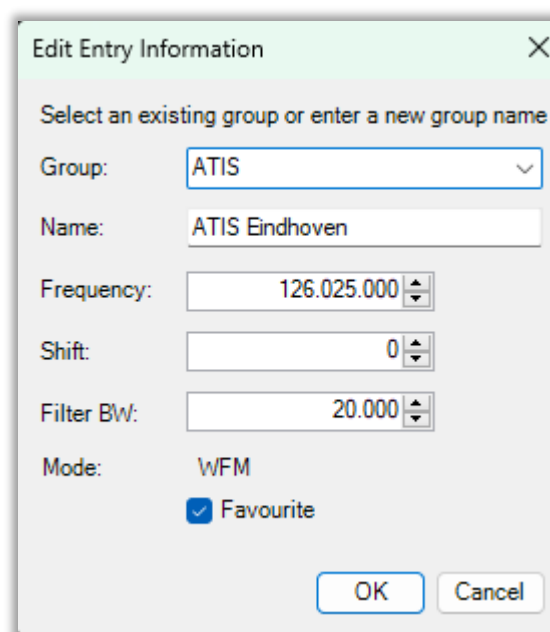 Edit Entry Information
Select an existing group or enter a new group name
Group: ATIS
Name: ATIS Eindhoven
Frequency: 126.025.000
Shift: 0
Filter BW: 20.000
Mode: WFM
Favourite
OK Cancel